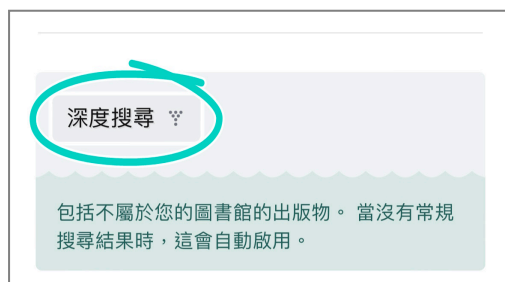 深度搜尋
包括不屬於您的圖書館的出版物。 當沒有常規
搜尋結果時，這會自動啟用。